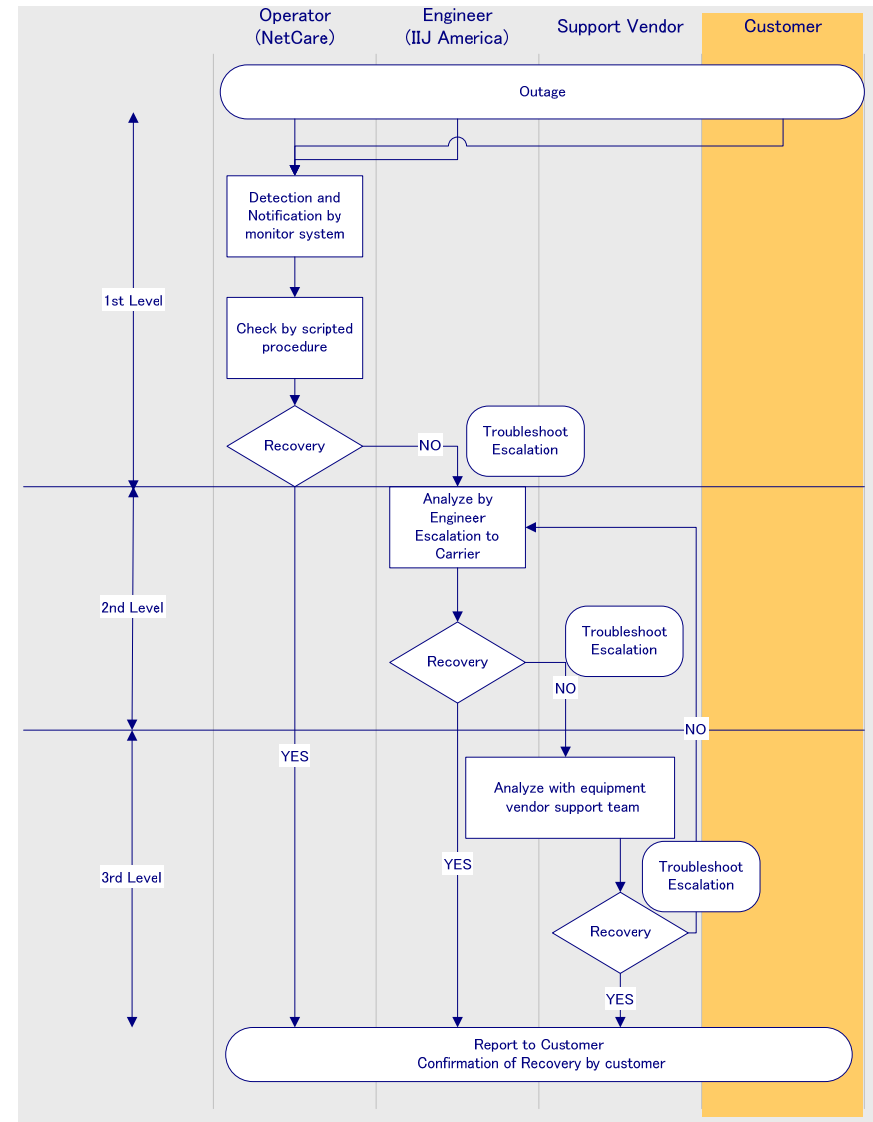 Operator
(NetCare)
Engineer
(IIJ America)
Support Vendor
Customer
Outage
Detection and
Notification by
monitor system
1st Level
Check by scripted
procedure
Recovery
NO
Troubleshoot
Escalation
Analyze by
Engineer
Escalation to
Carrier
2nd Level
Troubleshoot
Escalation
Recovery
NO
NO
YES
Analyze with equipment
vendor support team
YES
3rd Level
Troubleshoot
Escalation
Recovery
YES
Report to Customer
Confirmation of Recovery by customer